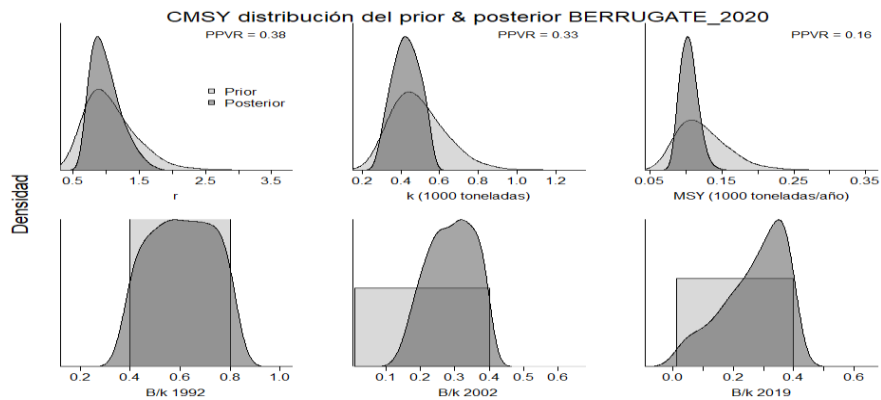 CMSY distribución del prior & posterior BERRUGATE_2020
PPVR = 0.38
PPVR = 0.33
PPVR = 0.16
Prior
Posterior
Densidad
0.5 1.5 2.5 3.5
r
0.2 0.4 0.6 0.8 1.0 1.2
k (1000 toneladas)
0.05 0.15 0.25 0.35
MSY (1000 toneladas/año)
0.2 0.4 0.6 0.8 1.0
B/k 1992
0.1 0.2 0.3 0.4 0.5 0.6
B/k 2002
0.0 0.2 0.4 0.6
B/k 2019